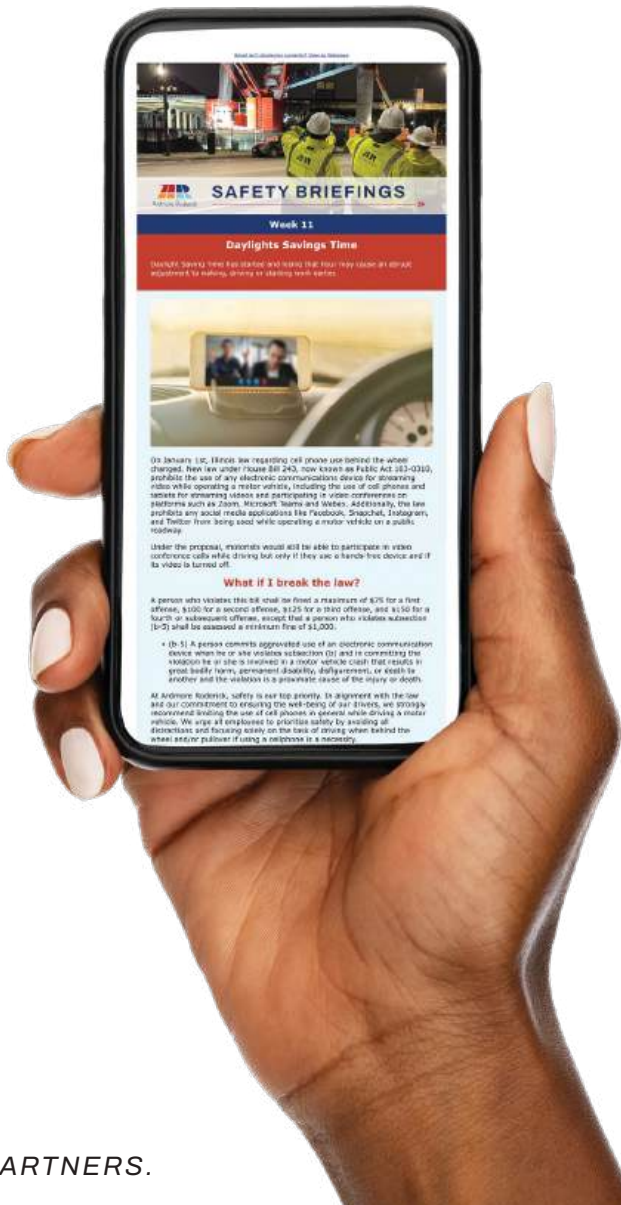 SAFETY BRIEFINGS
Ardmore Roderick
Week 11
Daylights Savings Time
Daylight Saving Time has started and losing that hour may cause an abrupt
adjustment to walking, driving or starting work earlier.
On January 1st, Illinois law regarding cell phone use behind the wheel
changed. New law under House Bill 240, now known as Public Act 103-0310,
prohibits the use of any electronic communications device for streaming
video while operating a motor vehicle, including the use of cell phones and
tablets for streaming videos and participating in video conferences on
platforms such as Zoom, Microsoft Teams and Webex. Additionally, the law
prohibits any social media applications like Facebook, Snapchat, Instagram,
and Twitter from being used while operating a motor vehicle on a public
roadway.
Under the proposal, motorists would still be able to participate in video
conference calls while driving but only if they use a hands-free device and if
its video is turned off.
What if I break the law?
A person who violates this bill shall be fined a maximum of $75 for a first
offense, $100 for a second offense, $125 for a third offense, and $150 for a
fourth or subsequent offense, except that a person who violates subsection
(b-5) shall be assessed a minimum fine of $1,000.
• (b-5) A person commits aggravated use of an electronic communication
device when he or she violates subsection (b) and in committing the
violation he or she is involved in a motor vehicle crash that results in
great bodily harm, permanent disability, disfigurement, or death to
another and the violation is a proximate cause of the injury or death.
At Ardmore Roderick, safety is our top priority. In alignment with the law
and our commitment to ensuring the well-being of our drivers, we strongly
recommend limiting the use of cell phones in general while driving a motor
vehicle. We urge all employees to prioritize safety by avoiding all
distractions and focusing solely on the task of driving when behind the
wheel and/or pullover if using a cellphone is a necessity.
ARTNERS.